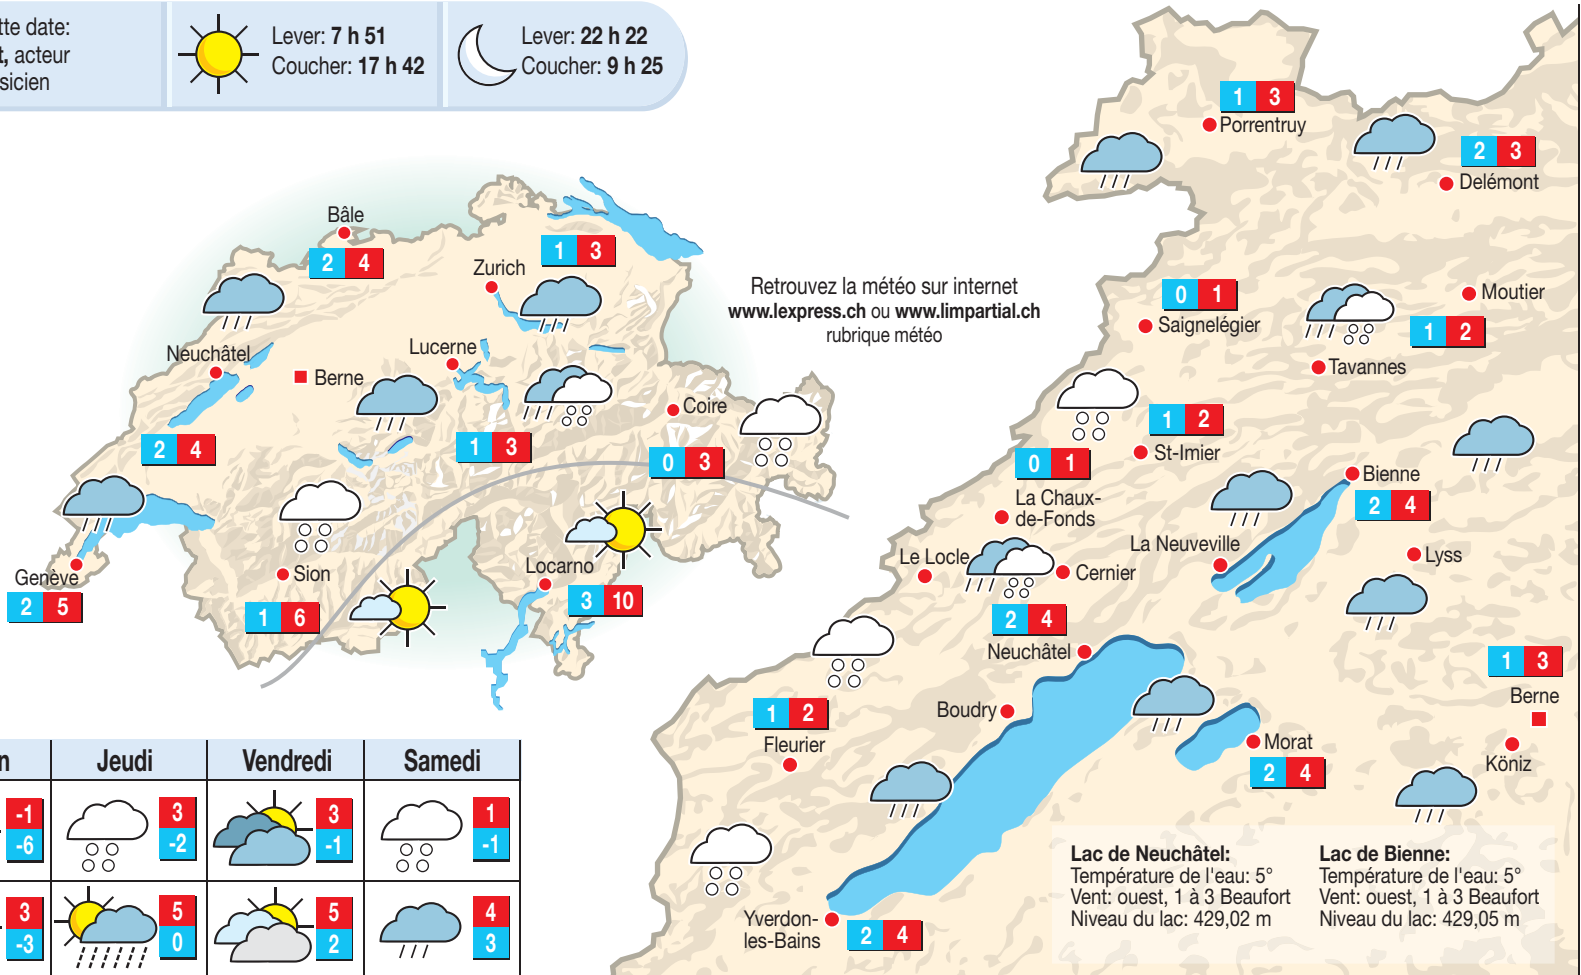 tte date:
t, acteur
sicien
Lever: 7 h 51
Coucher: 17 h 42
Lever: 22 h 22
Coucher: 9 h 25
Bâle
2 4
Zurich
1 3
Neuchâtel
2 4
Berne
Lucerne
1 3
Coire
0 3
Genève
2 5
Sion
1 6
Locarno
3 10
Retrouvez la météo sur internet
www.lexpress.ch ou www.limpartial.ch
rubrique météo
1 3
Porrentruy
2 3
Delémont
0 1
Saignelégier
Moutier
1 2
Tavannes
1 2
St-Imier
0 1
La Chaux-
de-Fonds
Bienne
2 4
La Neuveville
Lyss
Le Locle
Cernier
2 4
Neuchâtel
1 3
Berne
Köniz
Boudry
1 2
Fleurier
Morat
2 4
Yverdon-
les-Bains
2 4
Lac de Neuchâtel:
Température de l'eau: 5°
Vent: ouest, 1 à 3 Beaufort
Niveau du lac: 429,02 m
Lac de Bienne:
Température de l'eau: 5°
Vent: ouest, 1 à 3 Beaufort
Niveau du lac: 429,05 m
n Jeudi Vendredi Samedi
-1 3 3 1
-6 -2 -1 -1
3 5 5 4
-3 0 2 3